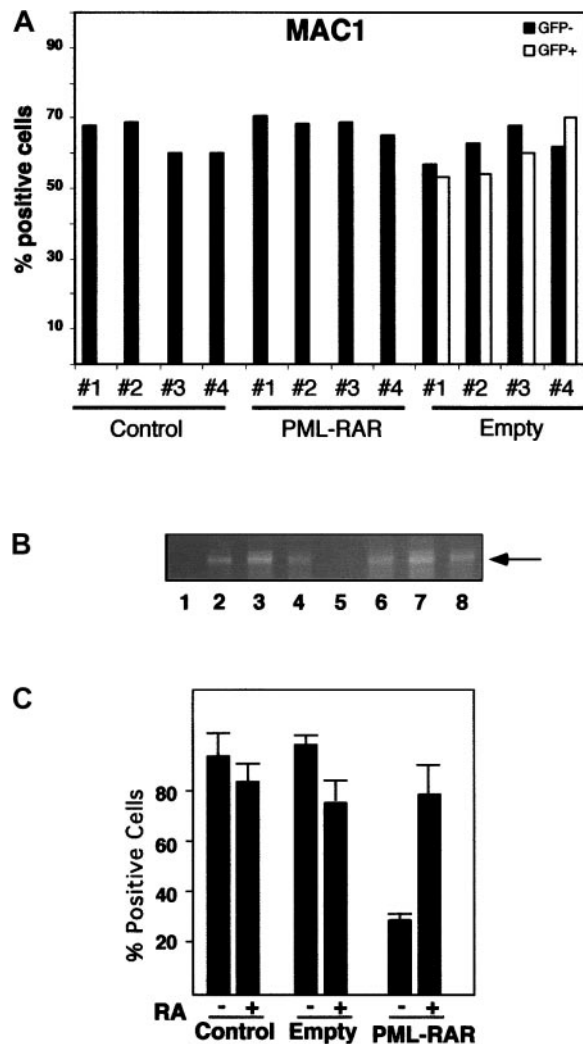 A
MAC1
GFP-
GFP+
90
70
50
30
10
% positive cells
#1 #2 #3 #4 #1 #2 #3 #4 #1 #2 #3 #4
Control PML-RAR Empty
B
1 2 3 4 5 6 7 8
C
80
60
40
20
% Positive Cells
RA - + - + - +
Control Empty PML-RAR